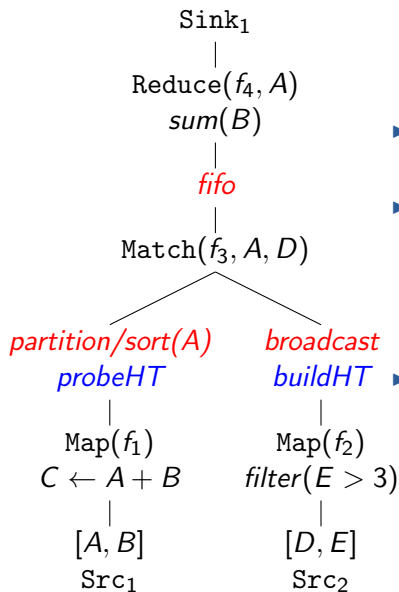 Sink₁
Reduce(f₄, A)
sum(B)
fifo
Match(f₃, A, D)
partition/sort(A) broadcast
probeHT buildHT
Map(f₁) Map(f₂)
C ← A + B filter(E > 3)
[A, B] [D, E]
Src₁ Src₂